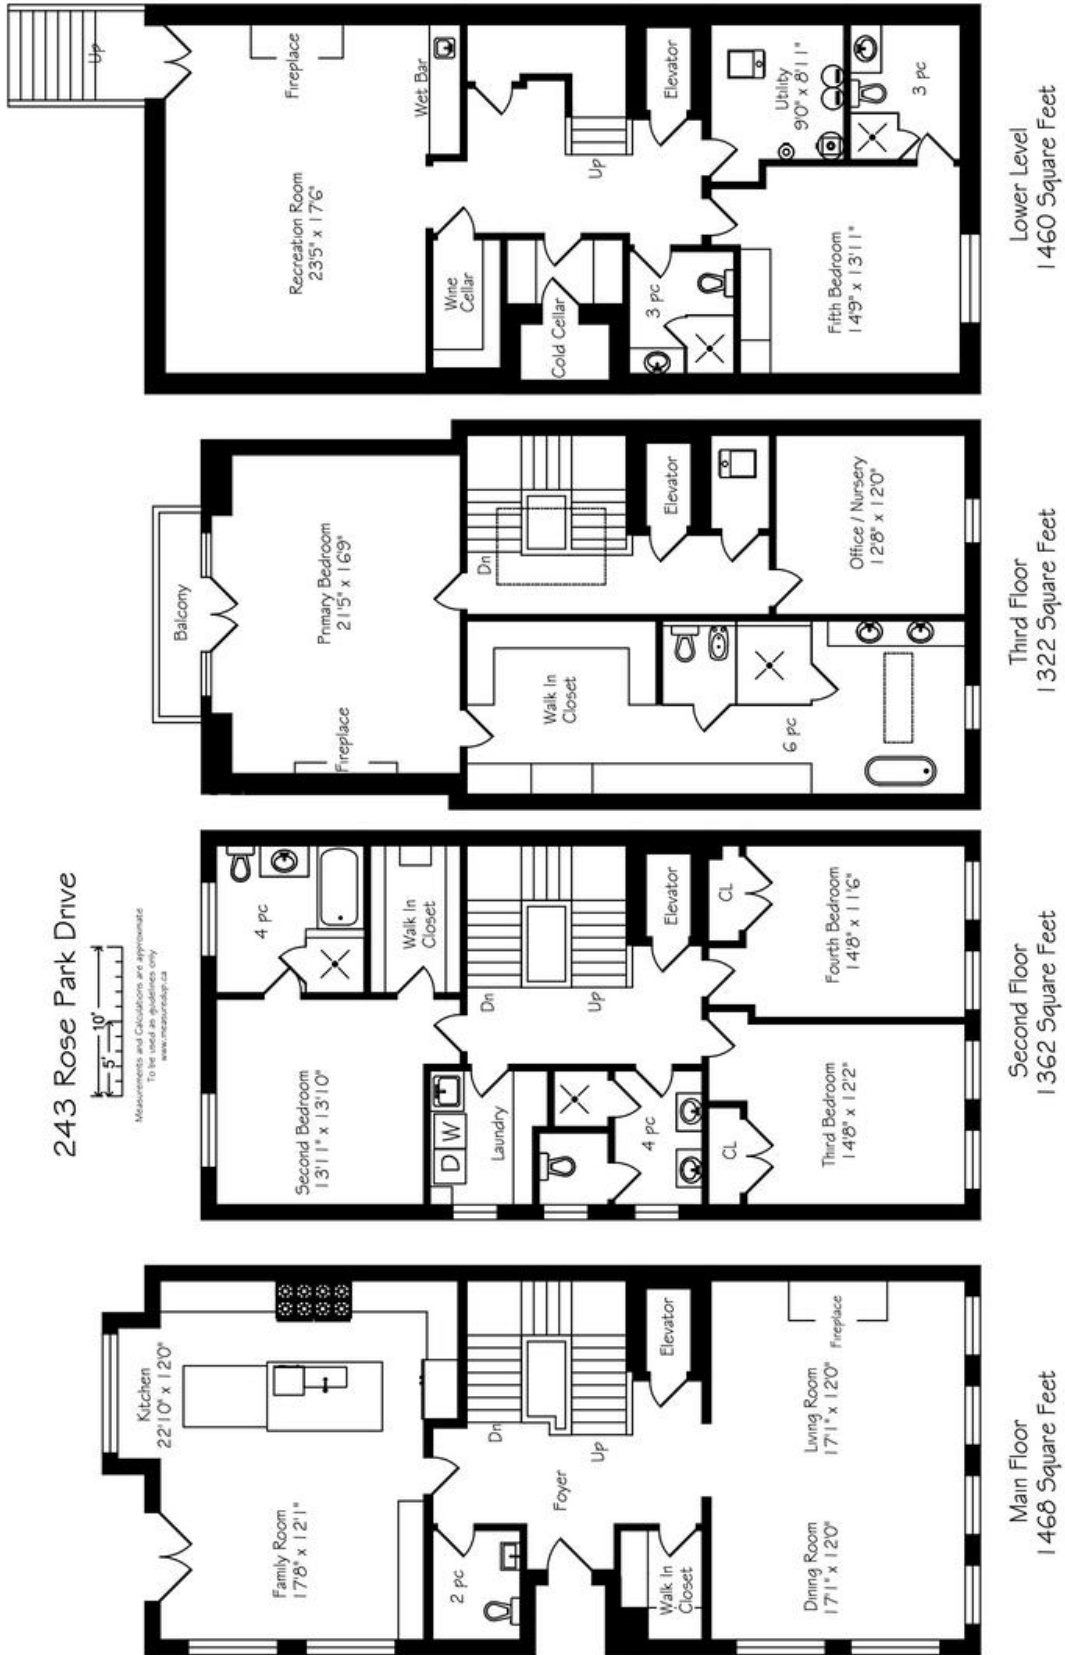 243 Rose Park Drive
5'
10'
Measurements and Calculations are approximate
To be used as guidelines only
www.measuredup.ca
Kitchen
22'10" x 12'0"
Family Room
17'8" x 12'1"
2 pc
Dn
Up
Foyer
Elevator
Walk In
Closet
Living Room
17'1" x 12'0"
Fireplace
Dining Room
17'1" x 12'0"
Main Floor
1468 Square Feet
4 pc
Walk In
Closet
Second Bedroom
13'11" x 13'10"
D
W
Laundry
Dn
Up
Elevator
4 pc
CL
CL
Fourth Bedroom
14'8" x 11'6"
Third Bedroom
14'8" x 12'2"
Second Floor
1362 Square Feet
Balcony
Primary Bedroom
21'5" x 16'9"
Fireplace
Dn
Elevator
Walk In
Closet
6 pc
Office / Nursery
12'8" x 12'0"
Third Floor
1322 Square Feet
Up
Fireplace
Recreation Room
23'5" x 17'6"
Wet Bar
Wine
Cellar
Cold Cellar
Up
Elevator
3 pc
Utility
9'0" x 8'11"
3 pc
Fifth Bedroom
14'9" x 13'11"
Lower Level
1460 Square Feet